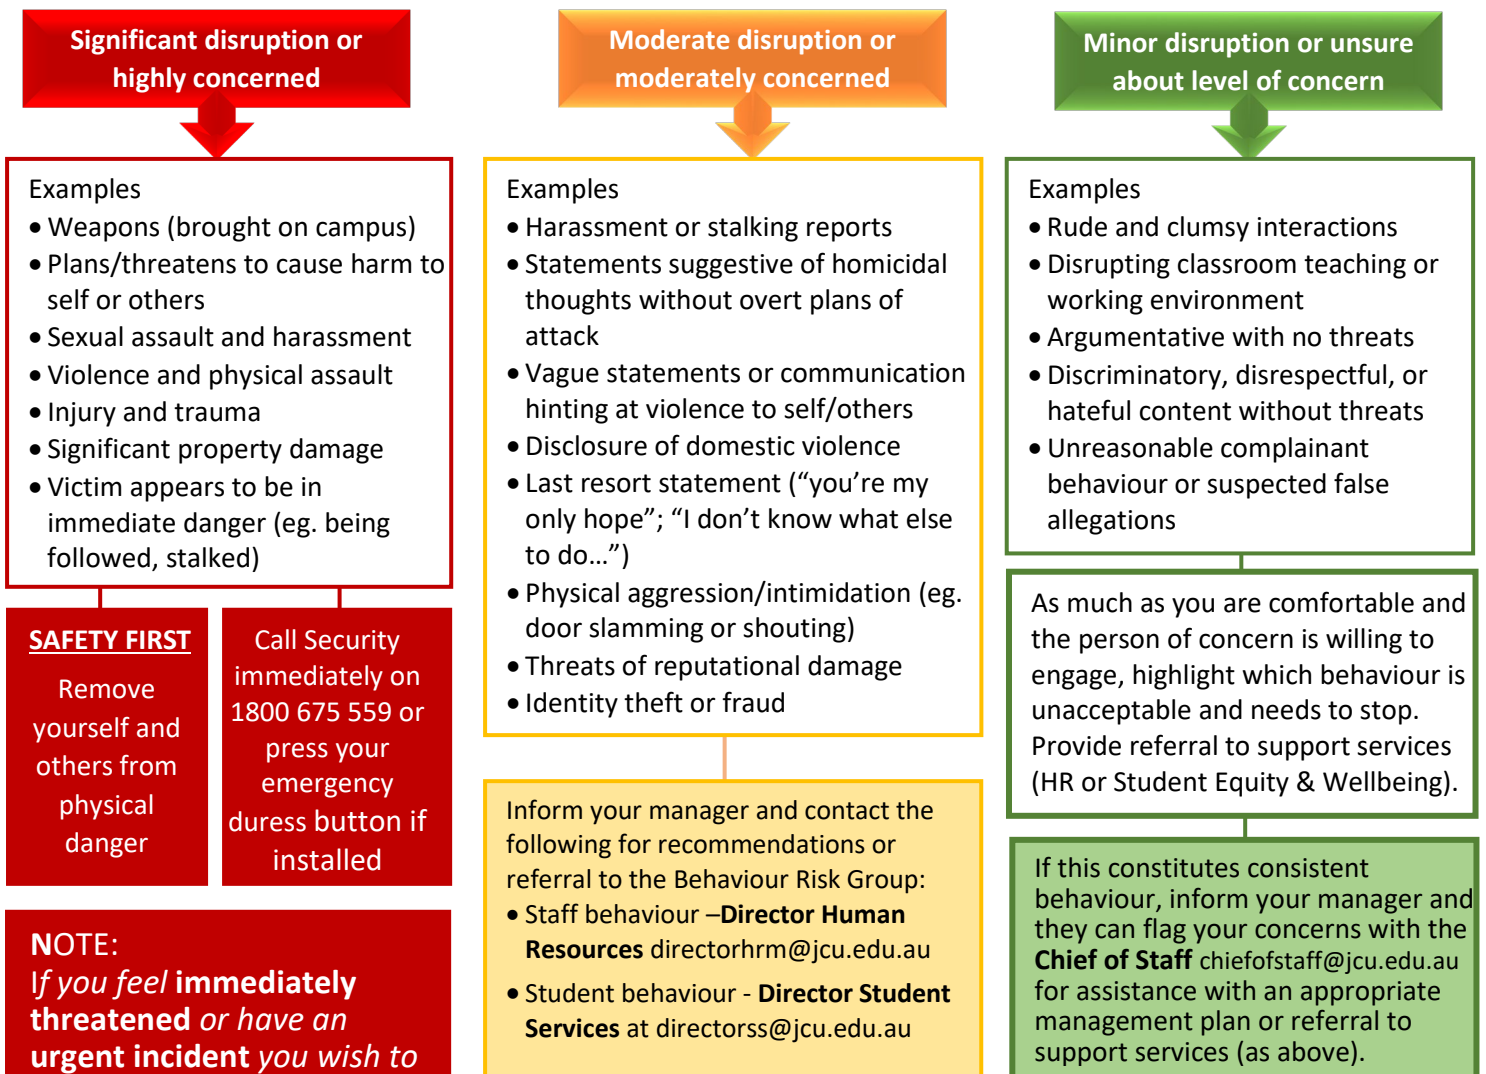 Significant disruption or
highly concerned
Examples
• Weapons (brought on campus)
• Plans/threatens to cause harm to
self or others
• Sexual assault and harassment
• Violence and physical assault
• Injury and trauma
• Significant property damage
• Victim appears to be in
immediate danger (eg. being
followed, stalked)
SAFETY FIRST
Remove
yourself and
others from
physical
danger
Call Security
immediately on
1800 675 559 or
press your
emergency
duress button if
installed
NOTE:
If you feel immediately
threatened or have an
urgent incident you wish to
Moderate disruption or
moderately concerned
Examples
• Harassment or stalking reports
• Statements suggestive of homicidal
thoughts without overt plans of
attack
• Vague statements or communication
hinting at violence to self/others
• Disclosure of domestic violence
• Last resort statement (“you’re my
only hope”; “I don’t know what else
to do…”)
• Physical aggression/intimidation (eg.
door slamming or shouting)
• Threats of reputational damage
• Identity theft or fraud
Inform your manager and contact the
following for recommendations or
referral to the Behaviour Risk Group:
• Staff behaviour –Director Human
Resources directorhrm@jcu.edu.au
• Student behaviour - Director Student
Services at directorss@jcu.edu.au
Minor disruption or unsure
about level of concern
Examples
• Rude and clumsy interactions
• Disrupting classroom teaching or
working environment
• Argumentative with no threats
• Discriminatory, disrespectful, or
hateful content without threats
• Unreasonable complainant
behaviour or suspected false
allegations
As much as you are comfortable and
the person of concern is willing to
engage, highlight which behaviour is
unacceptable and needs to stop.
Provide referral to support services
(HR or Student Equity & Wellbeing).
If this constitutes consistent
behaviour, inform your manager and
they can flag your concerns with the
Chief of Staff chiefofstaff@jcu.edu.au
for assistance with an appropriate
management plan or referral to
support services (as above).